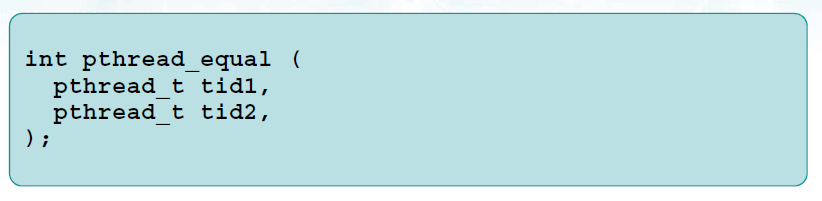 int pthread_equal (
  pthread_t tid1,
  pthread_t tid2,
);